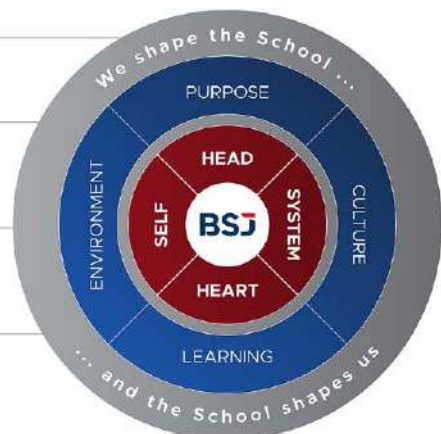 We shape the School ...
PURPOSE
ENVIRONMENT
CULTURE
HEAD
SELF
SYSTEM
BSJ
HEART
LEARNING
... and the School shapes us